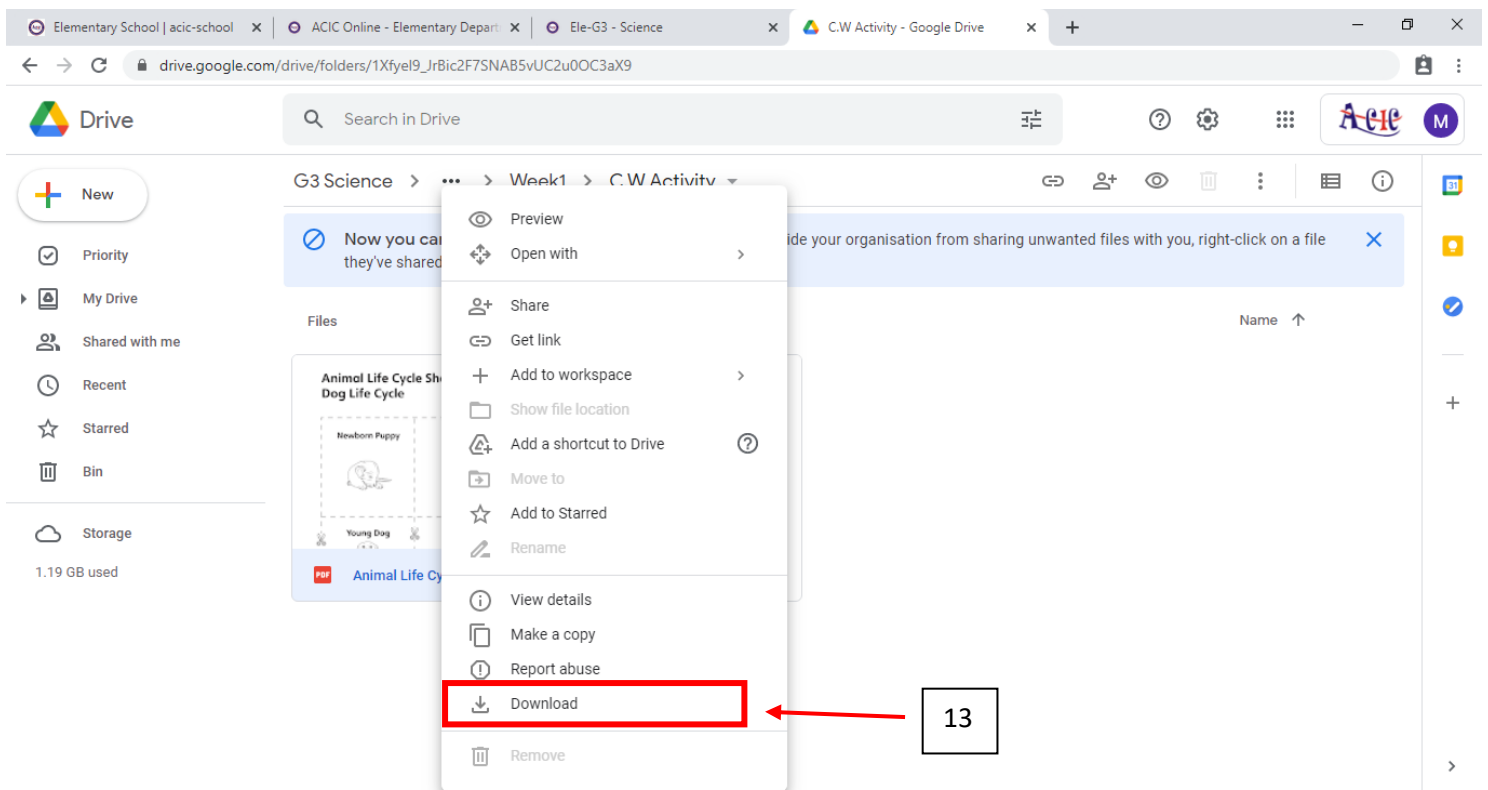 Elementary School | acic-school
ACIC Online - Elementary Depart
Ele-G3 - Science
C.W Activity - Google Drive
drive.google.com/drive/folders/1Xfyel9_JrBic2F7SNAB5vUC2u0OC3aX9
Drive
Search in Drive
Acic
M
New
G3 Science > ••• > Week1 > C.W Activity
31
Now you can
ide your organisation from sharing unwanted files with you, right-click on a file
they've shared
Priority
My Drive
Shared with me
Recent
Starred
Bin
Storage
1.19 GB used
Files
Name
Animal Life Cycle Sh
Dog Life Cycle
Newborn Puppy
Young Dog
PDF
Animal Life Cy
Preview
Open with
Share
Get link
Add to workspace
Show file location
Add a shortcut to Drive
Move to
Add to Starred
Rename
View details
Make a copy
Report abuse
Download
Remove
13